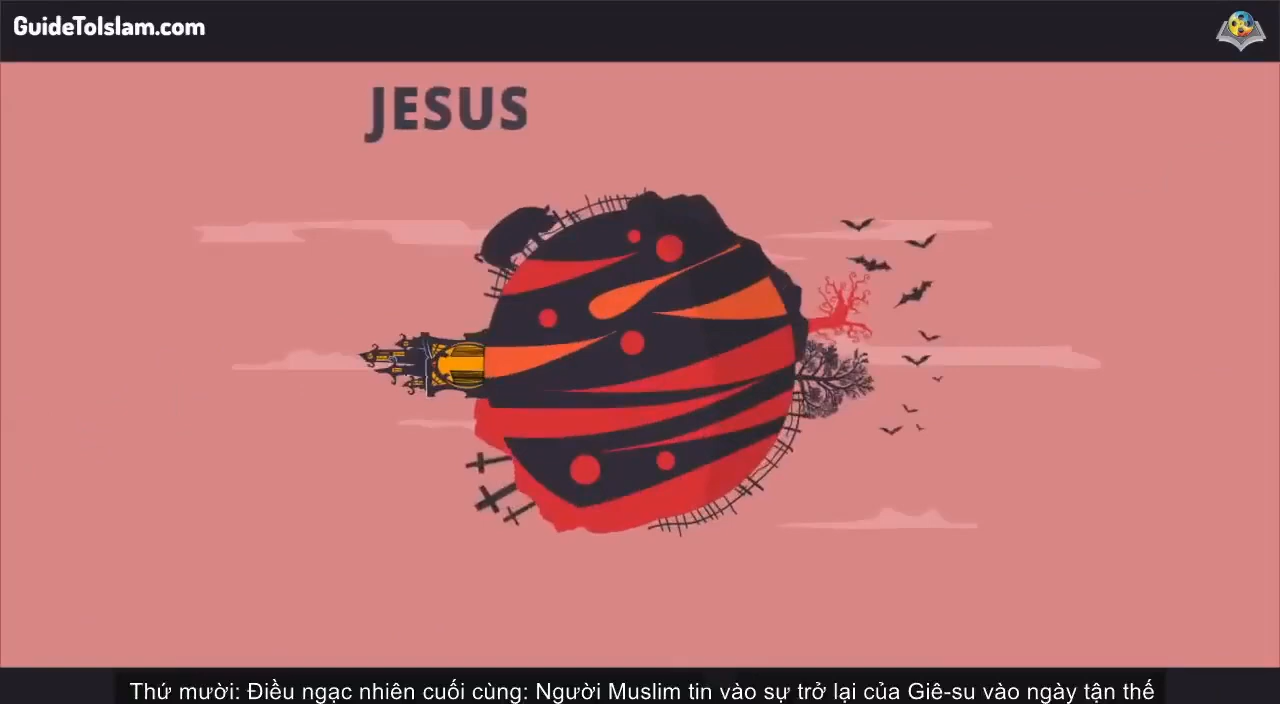 GuideToIslam.com
JESUS
Thứ mười: Điều ngạc nhiên cuối cùng: Người Muslim tin vào sự trở lại của Giê-su vào ngày tận thế